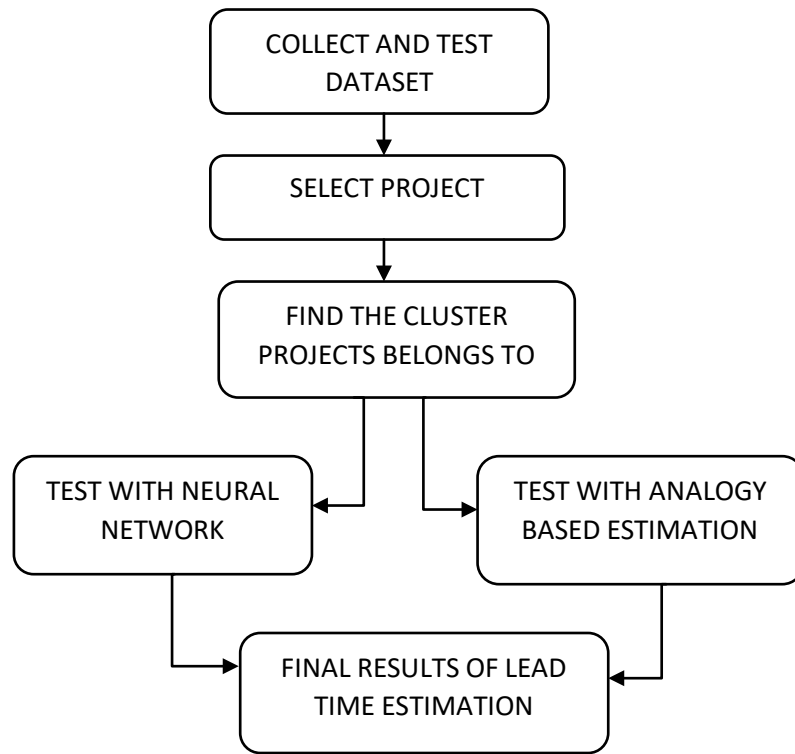 COLLECT AND TEST
DATASET
SELECT PROJECT
FIND THE CLUSTER
PROJECTS BELONGS TO
TEST WITH NEURAL
NETWORK
TEST WITH ANALOGY
BASED ESTIMATION
FINAL RESULTS OF LEAD
TIME ESTIMATION